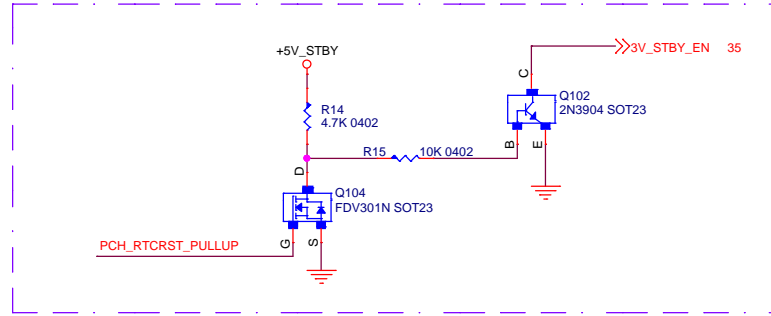 +5V_STBY
3V_STBY_EN 35
C
Q102
2N3904 SOT23
R14
4.7K 0402
B
E
R15 10K 0402
D
Q104
FDV301N SOT23
PCH_RTCRST_PULLUP
G
S